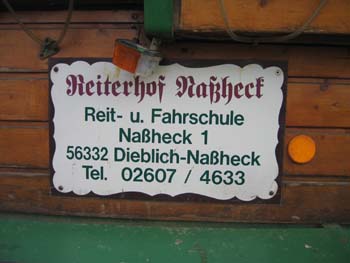 Reiterhof Naßheck
Reit- u. Fahrschule
Naßheck 1
56332 Dieblich-Naßheck
Tel. 02607 / 4633